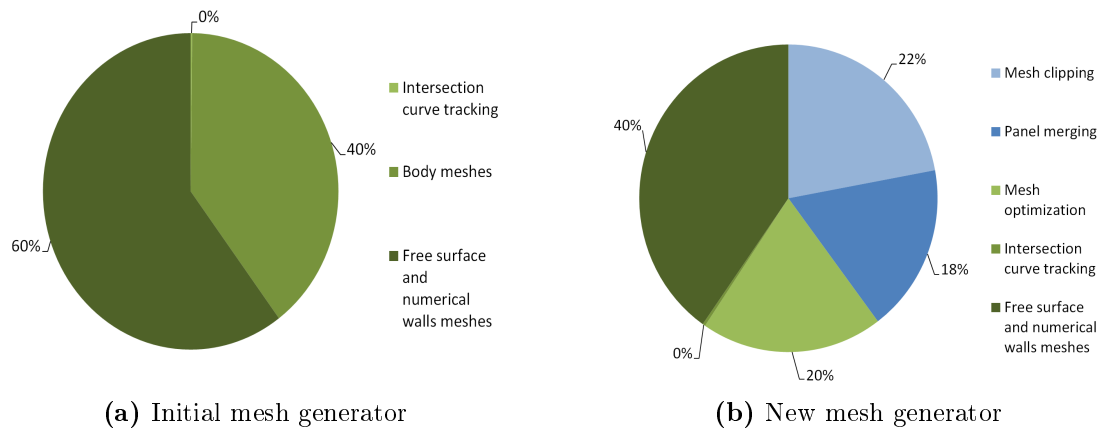 0%
40%
60%
Intersection
curve tracking
Body meshes
Free surface
and
numerical
walls meshes
(a) Initial mesh generator
22%
18%
20%
0%
40%
Mesh clipping
Panel merging
Mesh
optimization
Intersection
curve tracking
Free surface
and numerical
walls meshes
(b) New mesh generator